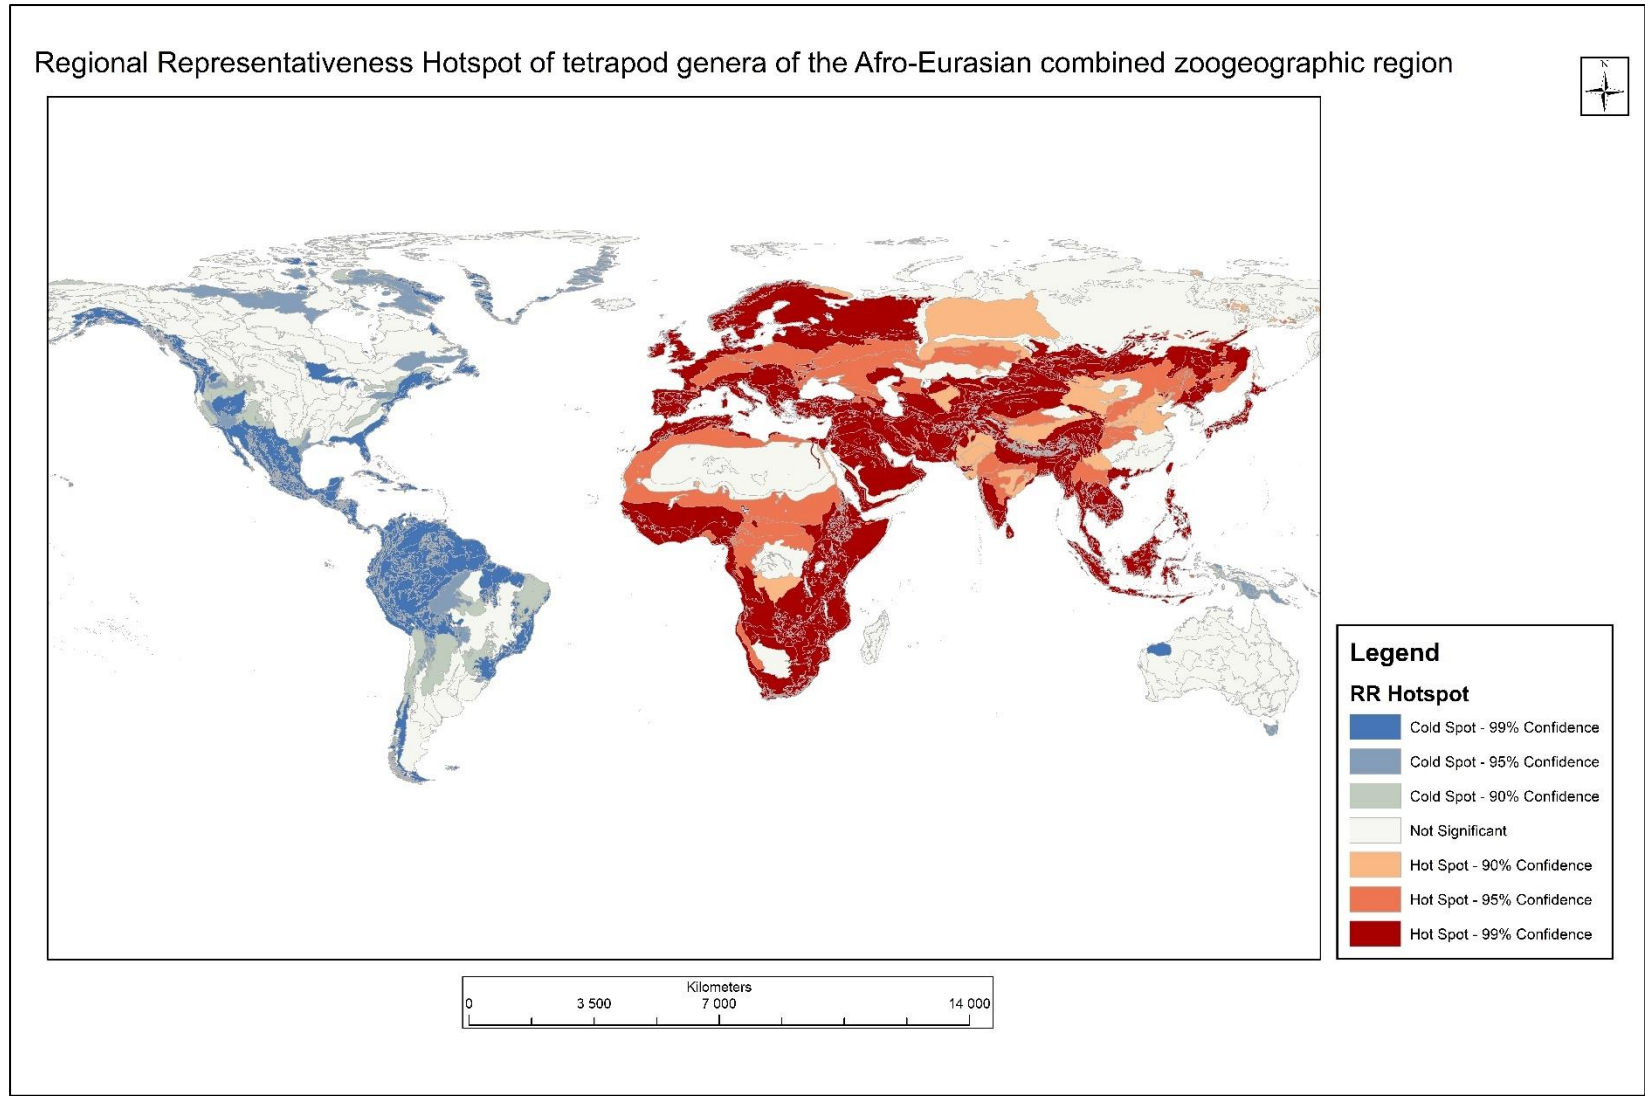 Regional Representativeness Hotspot of tetrapod genera of the Afro-Eurasian combined zoogeographic region
N
Legend
RR Hotspot
Cold Spot - 99% Confidence
Cold Spot - 95% Confidence
Cold Spot - 90% Confidence
Not Significant
Hot Spot - 90% Confidence
Hot Spot - 95% Confidence
Hot Spot - 99% Confidence
Kilometers
0 3 500 7 000 14 000